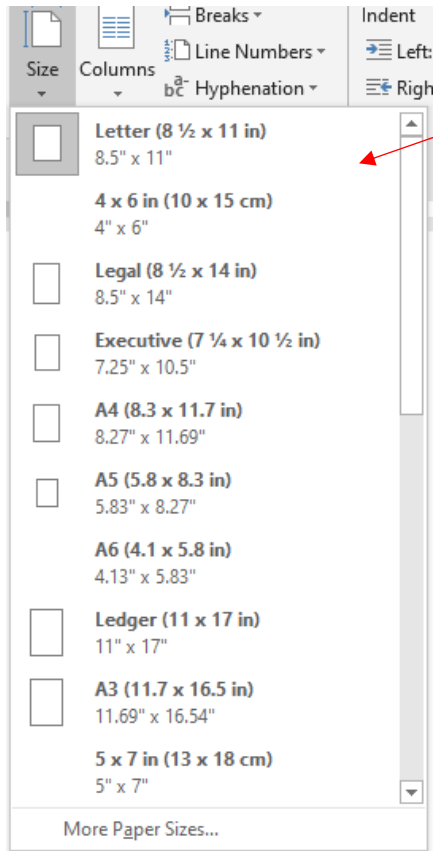 Breaks
Indent
Size
Columns
Line Numbers
Left:
bc Hyphenation
Letter (8 ½ x 11 in)
8.5" x 11"
4 x 6 in (10 x 15 cm)
4" x 6"
Legal (8 ½ x 14 in)
8.5" x 14"
Executive (7 ¼ x 10 ½ in)
7.25" x 10.5"
A4 (8.3 x 11.7 in)
8.27" x 11.69"
A5 (5.8 x 8.3 in)
5.83" x 8.27"
A6 (4.1 x 5.8 in)
4.13" x 5.83"
Ledger (11 x 17 in)
11" x 17"
A3 (11.7 x 16.5 in)
11.69" x 16.54"
5 x 7 in (13 x 18 cm)
5" x 7"
More Paper Sizes...